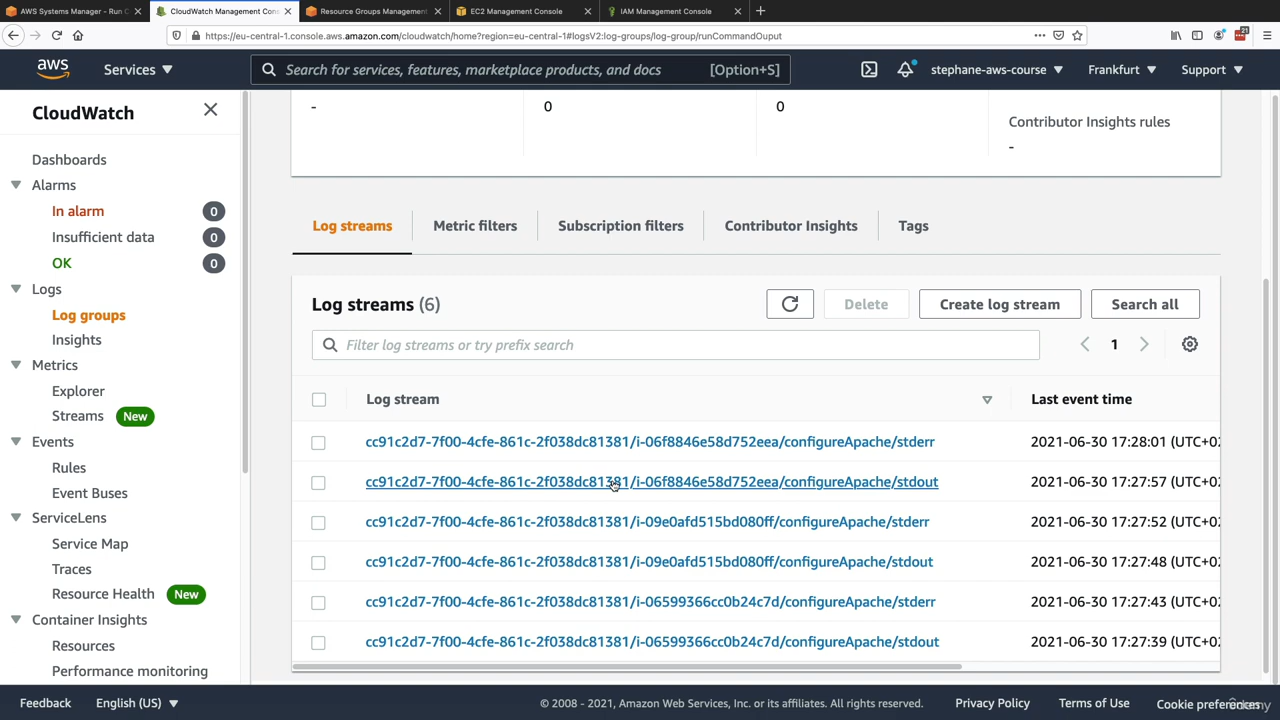 AWS Systems Manager - Run C
CloudWatch Management Con
Resource Groups Management
EC2 Management Console
IAM Management Console
https://eu-central-1.console.aws.amazon.com/cloudwatch/home?region=eu-central-1#logsV2:log-groups/log-group/runCommandOuput
21
aws
Services
Search for services, features, marketplace products, and docs
[Option+S]
stephane-aws-course
Frankfurt
Support
CloudWatch
Dashboards
Alarms
In alarm 0
Insufficient data 0
OK 0
Logs
Log groups
Insights
Metrics
Explorer
Streams New
Events
Rules
Event Buses
ServiceLens
Service Map
Traces
Resource Health New
Container Insights
Resources
Performance monitoring
-
0
0
Contributor Insights rules
-
Log streams
Metric filters
Subscription filters
Contributor Insights
Tags
Log streams (6)
Delete
Create log stream
Search all
Filter log streams or try prefix search
1
Log stream
Last event time
cc91c2d7-7f00-4cfe-861c-2f038dc81381/i-06f8846e58d752eea/configureApache/stderr 2021-06-30 17:28:01 (UTC+02
cc91c2d7-7f00-4cfe-861c-2f038dc81381/i-06f8846e58d752eea/configureApache/stdout 2021-06-30 17:27:57 (UTC+02
cc91c2d7-7f00-4cfe-861c-2f038dc81381/i-09e0afd515bd080ff/configureApache/stderr 2021-06-30 17:27:52 (UTC+02
cc91c2d7-7f00-4cfe-861c-2f038dc81381/i-09e0afd515bd080ff/configureApache/stdout 2021-06-30 17:27:48 (UTC+02
cc91c2d7-7f00-4cfe-861c-2f038dc81381/i-06599366cc0b24c7d/configureApache/stderr 2021-06-30 17:27:43 (UTC+02
cc91c2d7-7f00-4cfe-861c-2f038dc81381/i-06599366cc0b24c7d/configureApache/stdout 2021-06-30 17:27:39 (UTC+02
Feedback
English (US)
© 2008 - 2021, Amazon Web Services, Inc. or its affiliates. All rights reserved.
Privacy Policy
Terms of Use
Cookie preferences
Udemy